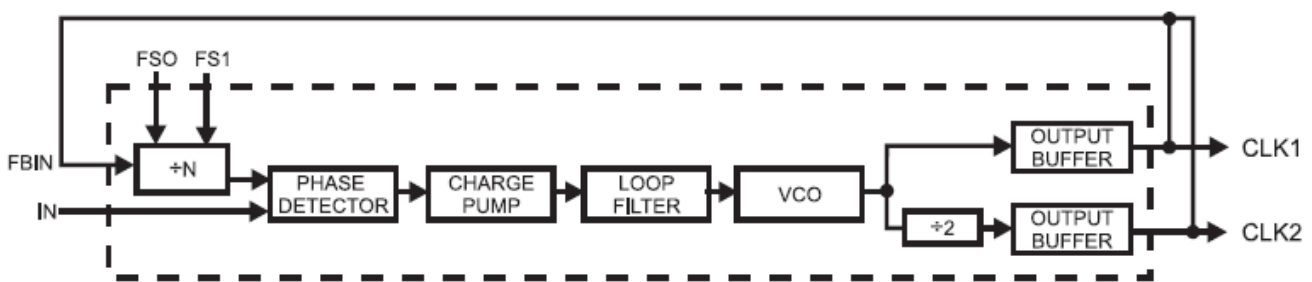 FSO FS1
FBIN
÷N
IN
PHASE
DETECTOR
CHARGE
PUMP
LOOP
FILTER
VCO
÷2
OUTPUT
BUFFER
CLK1
OUTPUT
BUFFER
CLK2